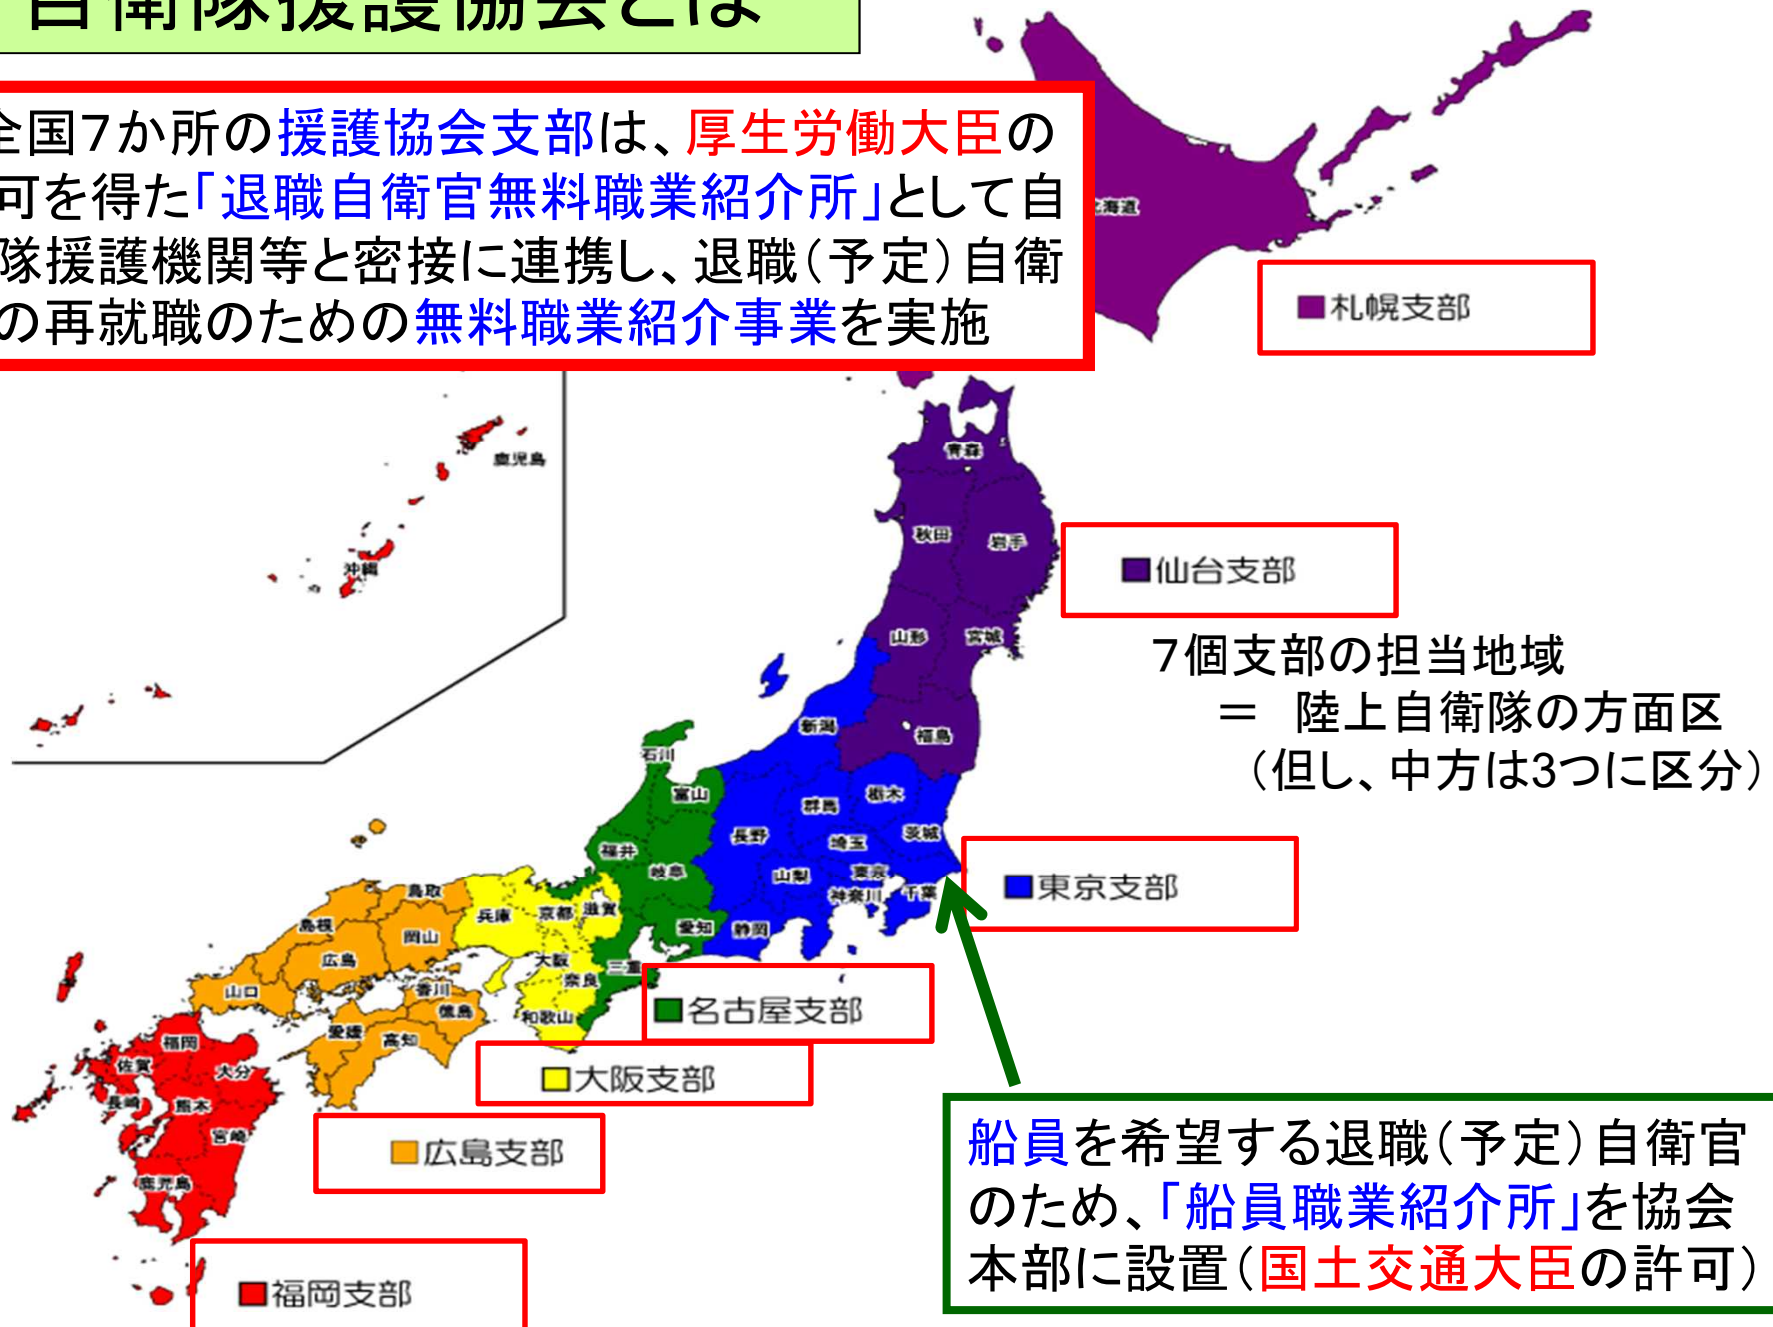 自衛隊援護協会とは
全国7か所の援護協会支部は、厚生労働大臣の
可を得た「退職自衛官無料職業紹介所」として自
隊援護機関等と密接に連携し、退職(予定)自衛
の再就職のための無料職業紹介事業を実施
海道
■札幌支部
鹿児島
沖縄
青森
秋田
岩手
■仙台支部
山形
宮城
7個支部の担当地域
= 陸上自衛隊の方面区
(但し、中方は3つに区分)
新潟
福島
石川
富山
群馬
栃木
長野
埼玉
茨城
福井
岐阜
山梨
東京
神奈川
千葉
■東京支部
鳥取
兵庫
京都
滋賀
愛知
静岡
島根
岡山
広島
大阪
奈良
三重
山口
香川
徳島
和歌山
■名古屋支部
愛媛
高知
福岡
佐賀
大分
■大阪支部
長崎
熊本
宮崎
■広島支部
鹿児島
■福岡支部
船員を希望する退職(予定)自衛官
のため、「船員職業紹介所」を協会
本部に設置(国土交通大臣の許可)